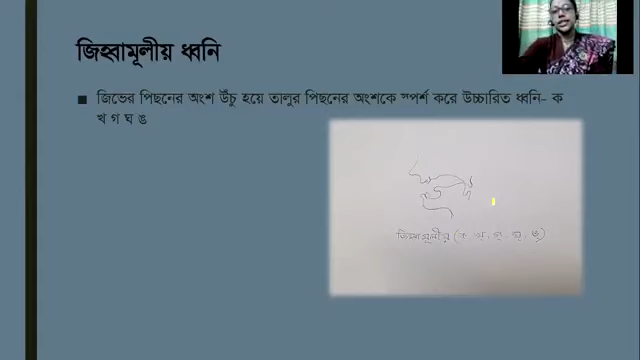 জিহ্বামূলীয় ধ্বনি
জিভের পিছনের অংশ উঁচু হয়ে তালুর পিছনের অংশকে স্পর্শ করে উচ্চারিত ধ্বনি- ক
খ গ ঘ ঙ
জিহ্বামূলীয় (ক, খ, গ, ঘ, ঙ)